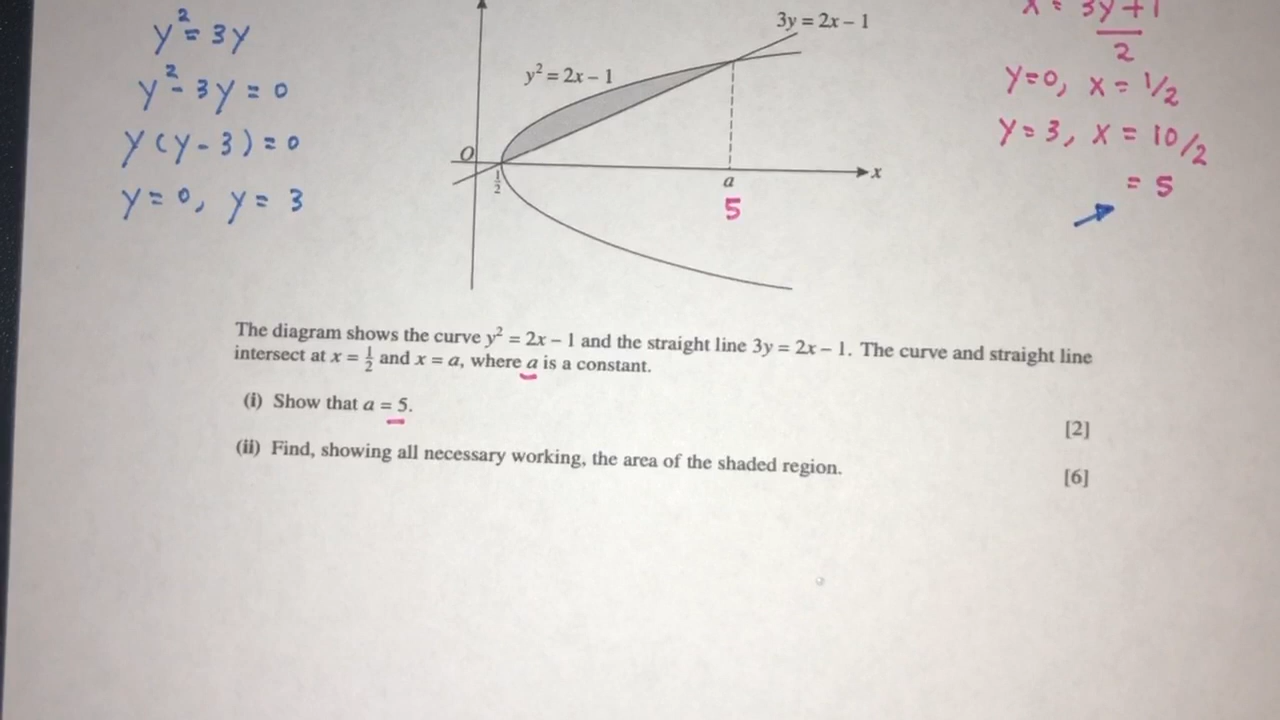 y² = 3y
y² - 3y = 0
y(y - 3) = 0
y = 0, y = 3
3y = 2x – 1
y² = 2x – 1
O
½
a
x
5
x = 3y+1
2
y=0, x = 1/2
y = 3, x = 10/2
= 5
The diagram shows the curve y² = 2x – 1 and the straight line 3y = 2x – 1. The curve and straight line
intersect at x = ½ and x = a, where a is a constant.
(i) Show that a = 5. [2]
(ii) Find, showing all necessary working, the area of the shaded region. [6]